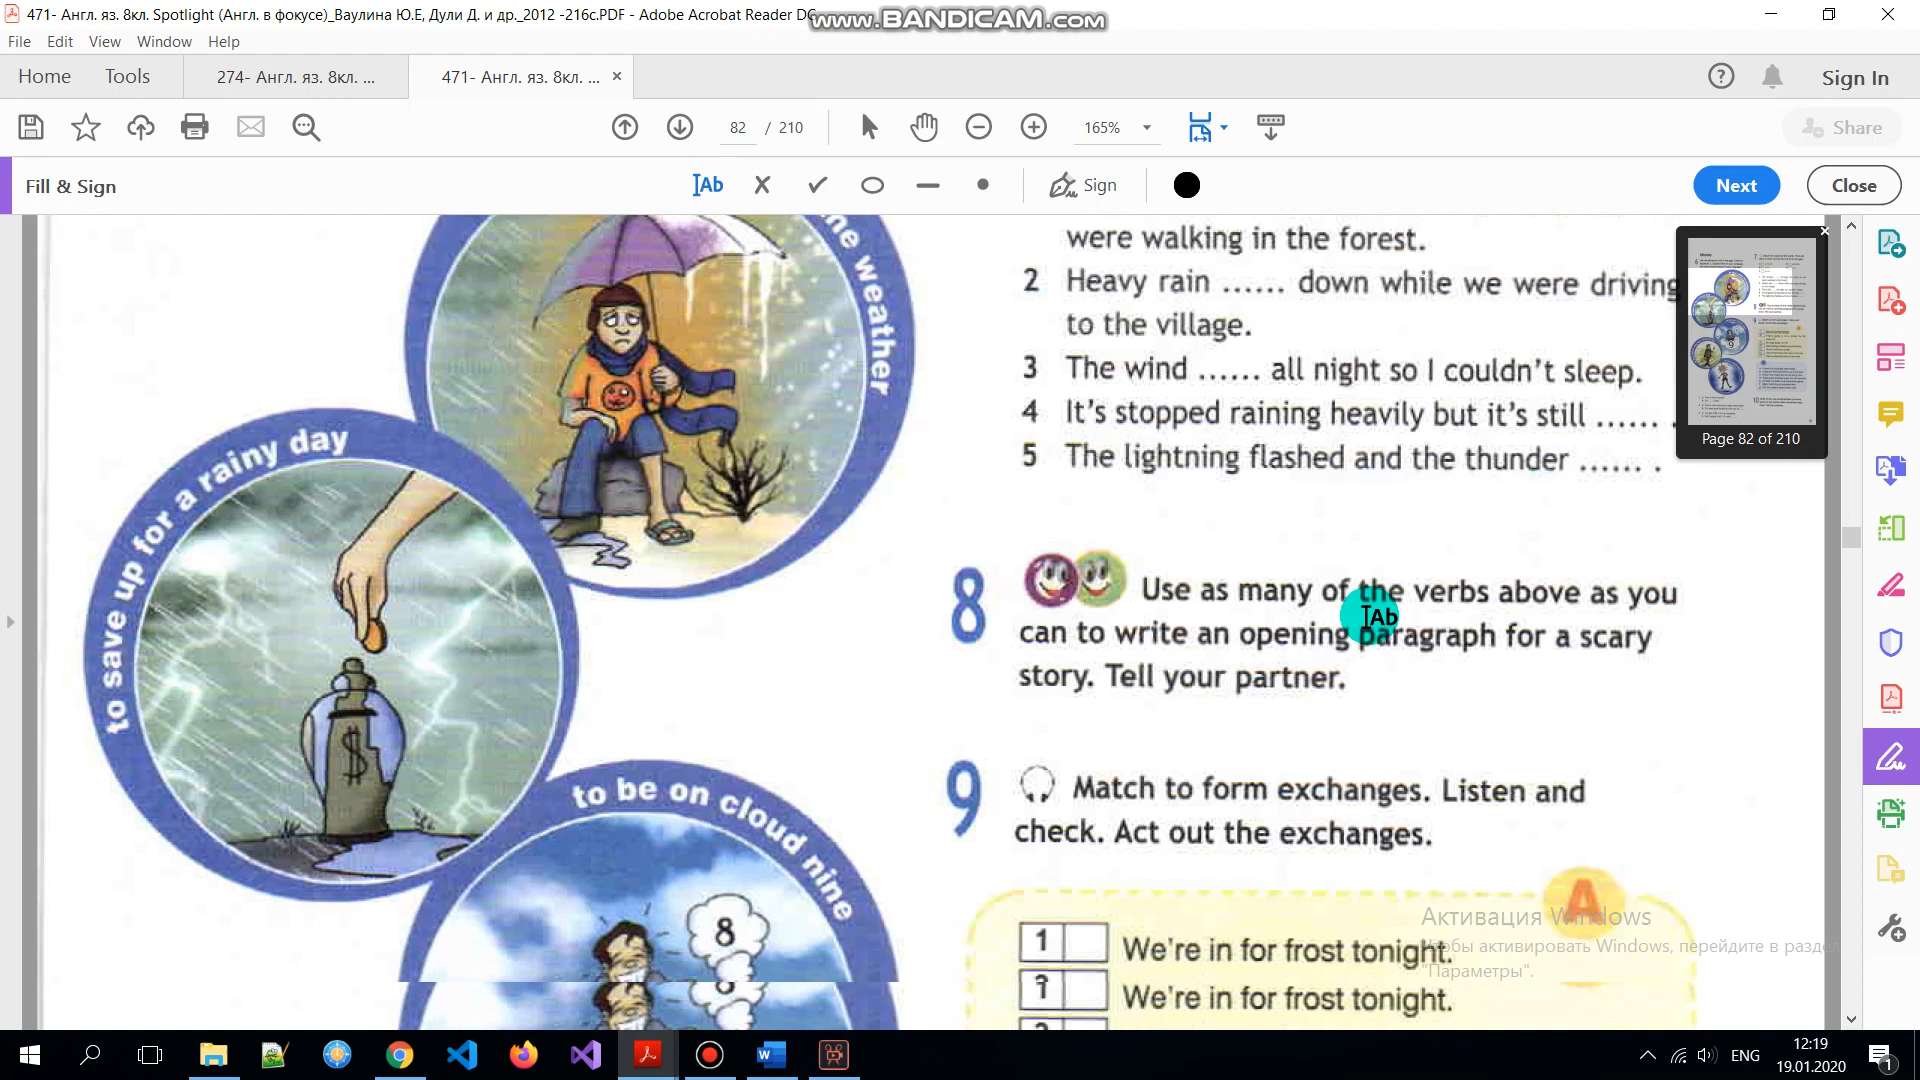 471- Англ. яз. 8кл. Spotlight (Англ. в фокусе)_Ваулина Ю.Е, Дули Д. и др._2012 -216с.PDF - Adobe Acrobat Reader DC
www.BANDICAM.com
File Edit View Window Help
Home Tools 274- Англ. яз. 8кл. ... 471- Англ. яз. 8кл. ... × Sign In
82 / 210 165% Share
Fill & Sign Ab Sign Next Close
he weather
were walking in the forest.
2 Heavy rain ...... down while we were driving
to the village.
3 The wind ...... all night so I couldn't sleep.
4 It's stopped raining heavily but it's still ...... .
5 The lightning flashed and the thunder ...... .
Page 82 of 210
to save up for a rainy day
$
8 Use as many of the verbs above as you
can to write an opening paragraph for a scary
story. Tell your partner.
Ab
9 Match to form exchanges. Listen and
check. Act out the exchanges.
to be on cloud nine
8
A
1 We're in for frost tonight.
We're in for frost tonight.
Активация Windows
Чтобы активировать Windows, перейдите в раздел
"Параметры".
ENG
12:19
19.01.2020
1